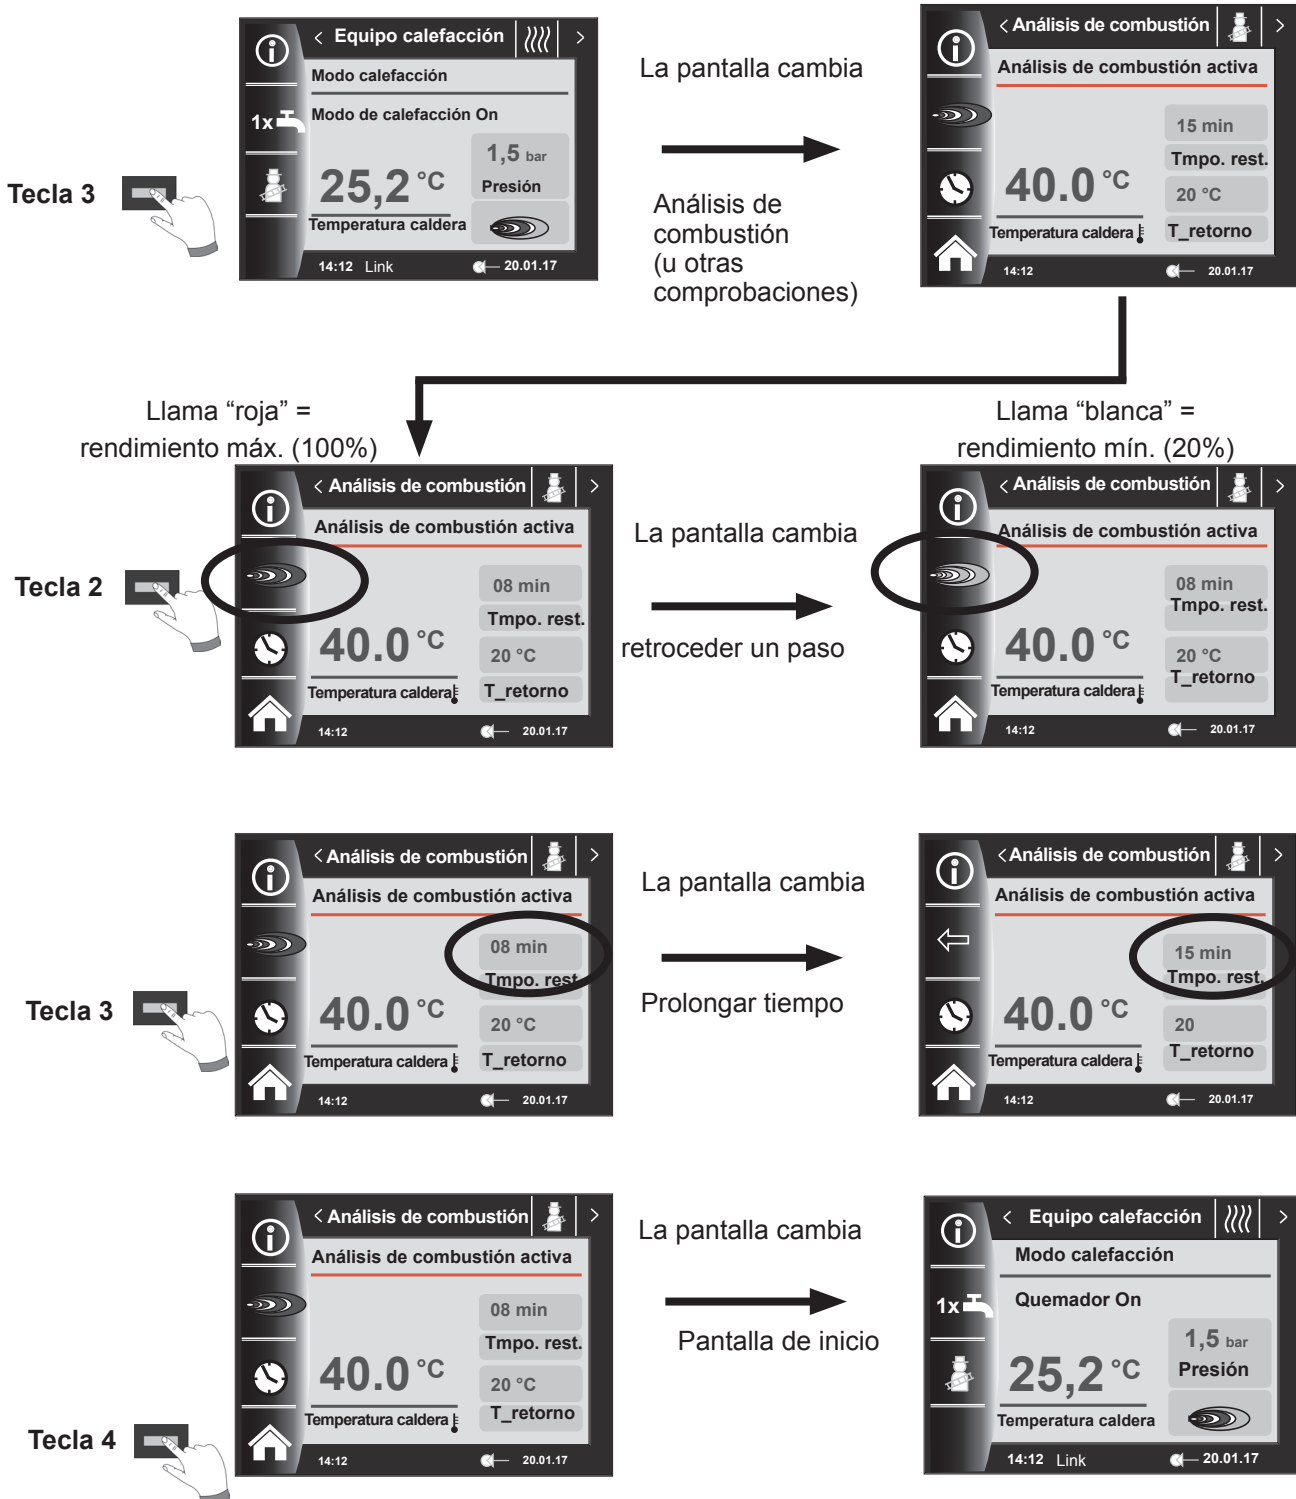 Tecla 3
Equipo calefacción
Modo calefacción
Modo de calefacción On
1x
25,2 °C
1,5 bar
Presión
Temperatura caldera
14:12 Link
20.01.17
La pantalla cambia
Análisis de
combustión
(u otras
comprobaciones)
Análisis de combustión
Análisis de combustión activa
15 min
Tmpo. rest.
40.0 °C
20 °C
Temperatura caldera
T_retorno
14:12
20.01.17
Llama “roja” =
rendimiento máx. (100%)
Llama “blanca” =
rendimiento mín. (20%)
Tecla 2
Análisis de combustión
Análisis de combustión activa
08 min
Tmpo. rest.
40.0 °C
20 °C
Temperatura caldera
T_retorno
14:12
20.01.17
La pantalla cambia
retroceder un paso
Análisis de combustión
Análisis de combustión activa
08 min
Tmpo. rest.
40.0 °C
20 °C
Temperatura caldera
T_retorno
14:12
20.01.17
Tecla 3
Análisis de combustión
Análisis de combustión activa
08 min
Tmpo. rest.
40.0 °C
20 °C
Temperatura caldera
T_retorno
14:12
20.01.17
La pantalla cambia
Prolongar tiempo
Análisis de combustión
Análisis de combustión activa
15 min
Tmpo. rest.
40.0 °C
20
Temperatura caldera
T_retorno
14:12
20.01.17
Tecla 4
Análisis de combustión
Análisis de combustión activa
08 min
Tmpo. rest.
40.0 °C
20 °C
Temperatura caldera
T_retorno
14:12
20.01.17
La pantalla cambia
Pantalla de inicio
Equipo calefacción
Modo calefacción
Quemador On
1x
25,2 °C
1,5 bar
Presión
Temperatura caldera
14:12 Link
20.01.17